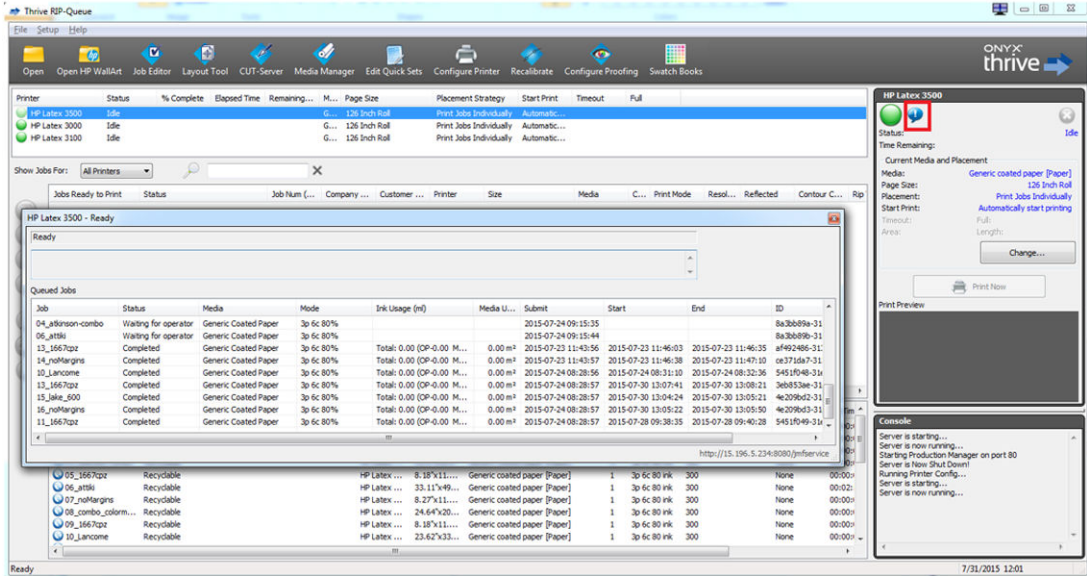 Thrive RIP-Queue
File Setup Help
Open Open HP WallArt Job Editor Layout Tool CUT-Server Media Manager Edit Quick Sets Configure Printer Recalibrate Configure Proofing Swatch Books
ONYX
thrive
Printer Status % Complete Elapsed Time Remaining... M... Page Size Placement Strategy Start Print Timeout Full
HP Latex 3500 Idle G... 126 Inch Roll Print Jobs Individually Automatic...
HP Latex 3000 Idle G... 126 Inch Roll Print Jobs Individually Automatic...
HP Latex 3100 Idle G... 126 Inch Roll Print Jobs Individually Automatic...
Show Jobs For: All Printers
Jobs Ready to Print Status Job Num (... Company ... Customer ... Printer Size Media C... Print Mode Resol... Reflected Contour C... Rip
HP Latex 3500 - Ready
Ready
Queued Jobs
Job Status Media Mode Ink Usage (ml) Media U... Submit Start End ID
04_atkinson-combo Waiting for operator Generic Coated Paper 3p 6c 80% 2015-07-24 09:15:35 8a3bb89a-31
06_attiki Waiting for operator Generic Coated Paper 3p 6c 80% 2015-07-24 09:15:44 8a3bb89b-31
13_1667cpz Completed Generic Coated Paper 3p 6c 80% Total: 0.00 (OP-0.00 M... 0.00 m² 2015-07-23 11:43:56 2015-07-23 11:46:03 2015-07-23 11:46:35 af492486-31
14_noMargins Completed Generic Coated Paper 3p 6c 80% Total: 0.00 (OP-0.00 M... 0.00 m² 2015-07-23 11:43:57 2015-07-23 11:46:38 2015-07-23 11:47:10 ce371da7-31
10_Lancome Completed Generic Coated Paper 3p 6c 80% Total: 0.00 (OP-0.00 M... 0.00 m² 2015-07-24 08:28:56 2015-07-24 08:31:10 2015-07-24 08:32:36 5451f048-31
13_1667cpz Completed Generic Coated Paper 3p 6c 80% Total: 0.00 (OP-0.00 M... 0.00 m² 2015-07-24 08:28:57 2015-07-30 13:07:41 2015-07-30 13:08:21 3eb853ae-31
15_lake_600 Completed Generic Coated Paper 3p 6c 80% Total: 0.00 (OP-0.00 M... 0.00 m² 2015-07-24 08:28:57 2015-07-30 13:04:24 2015-07-30 13:05:21 4e209bd2-31
16_noMargins Completed Generic Coated Paper 3p 6c 80% Total: 0.00 (OP-0.00 M... 0.00 m² 2015-07-24 08:28:57 2015-07-30 13:05:22 2015-07-30 13:05:50 4e209bd3-31
11_1667cpz Completed Generic Coated Paper 3p 6c 80% Total: 0.00 (OP-0.00 M... 0.00 m² 2015-07-24 08:28:57 2015-07-28 09:38:35 2015-07-28 09:40:28 5451f049-31
http://15.196.5.234:8080/jmfservice
05_1667cpz Recyclable HP Latex ... 8.18"x11.... Generic coated paper [Paper] 1 3p 6c 80 ink 300 None 00:00:
06_attiki Recyclable HP Latex ... 33.11"x49... Generic coated paper [Paper] 1 3p 6c 80 ink 300 None 00:02:
07_noMargins Recyclable HP Latex ... 8.27"x11.... Generic coated paper [Paper] 1 3p 6c 80 ink 300 None 00:00:
08_combo_colorm... Recyclable HP Latex ... 24.64"x20... Generic coated paper [Paper] 1 3p 6c 80 ink 300 None 00:00:
09_1667cpz Recyclable HP Latex ... 8.18"x11.... Generic coated paper [Paper] 1 3p 6c 80 ink 300 None 00:00:
10_Lancome Recyclable HP Latex ... 23.62"x33... Generic coated paper [Paper] 1 3p 6c 80 ink 300 None 00:00:
HP Latex 3500
Status: Idle
Time Remaining:
Current Media and Placement
Media: Generic coated paper [Paper]
Page Size: 126 Inch Roll
Placement: Print Jobs Individually
Start Print: Automatically start printing
Timeout: Full:
Area: Length:
Change...
Print Now
Print Preview
Console
Server is starting...
Server is now running...
Starting Production Manager on port 80
Server is Now Shut Down!
Running Printer Config...
Server is starting...
Server is now running...
Ready
7/31/2015 12:01